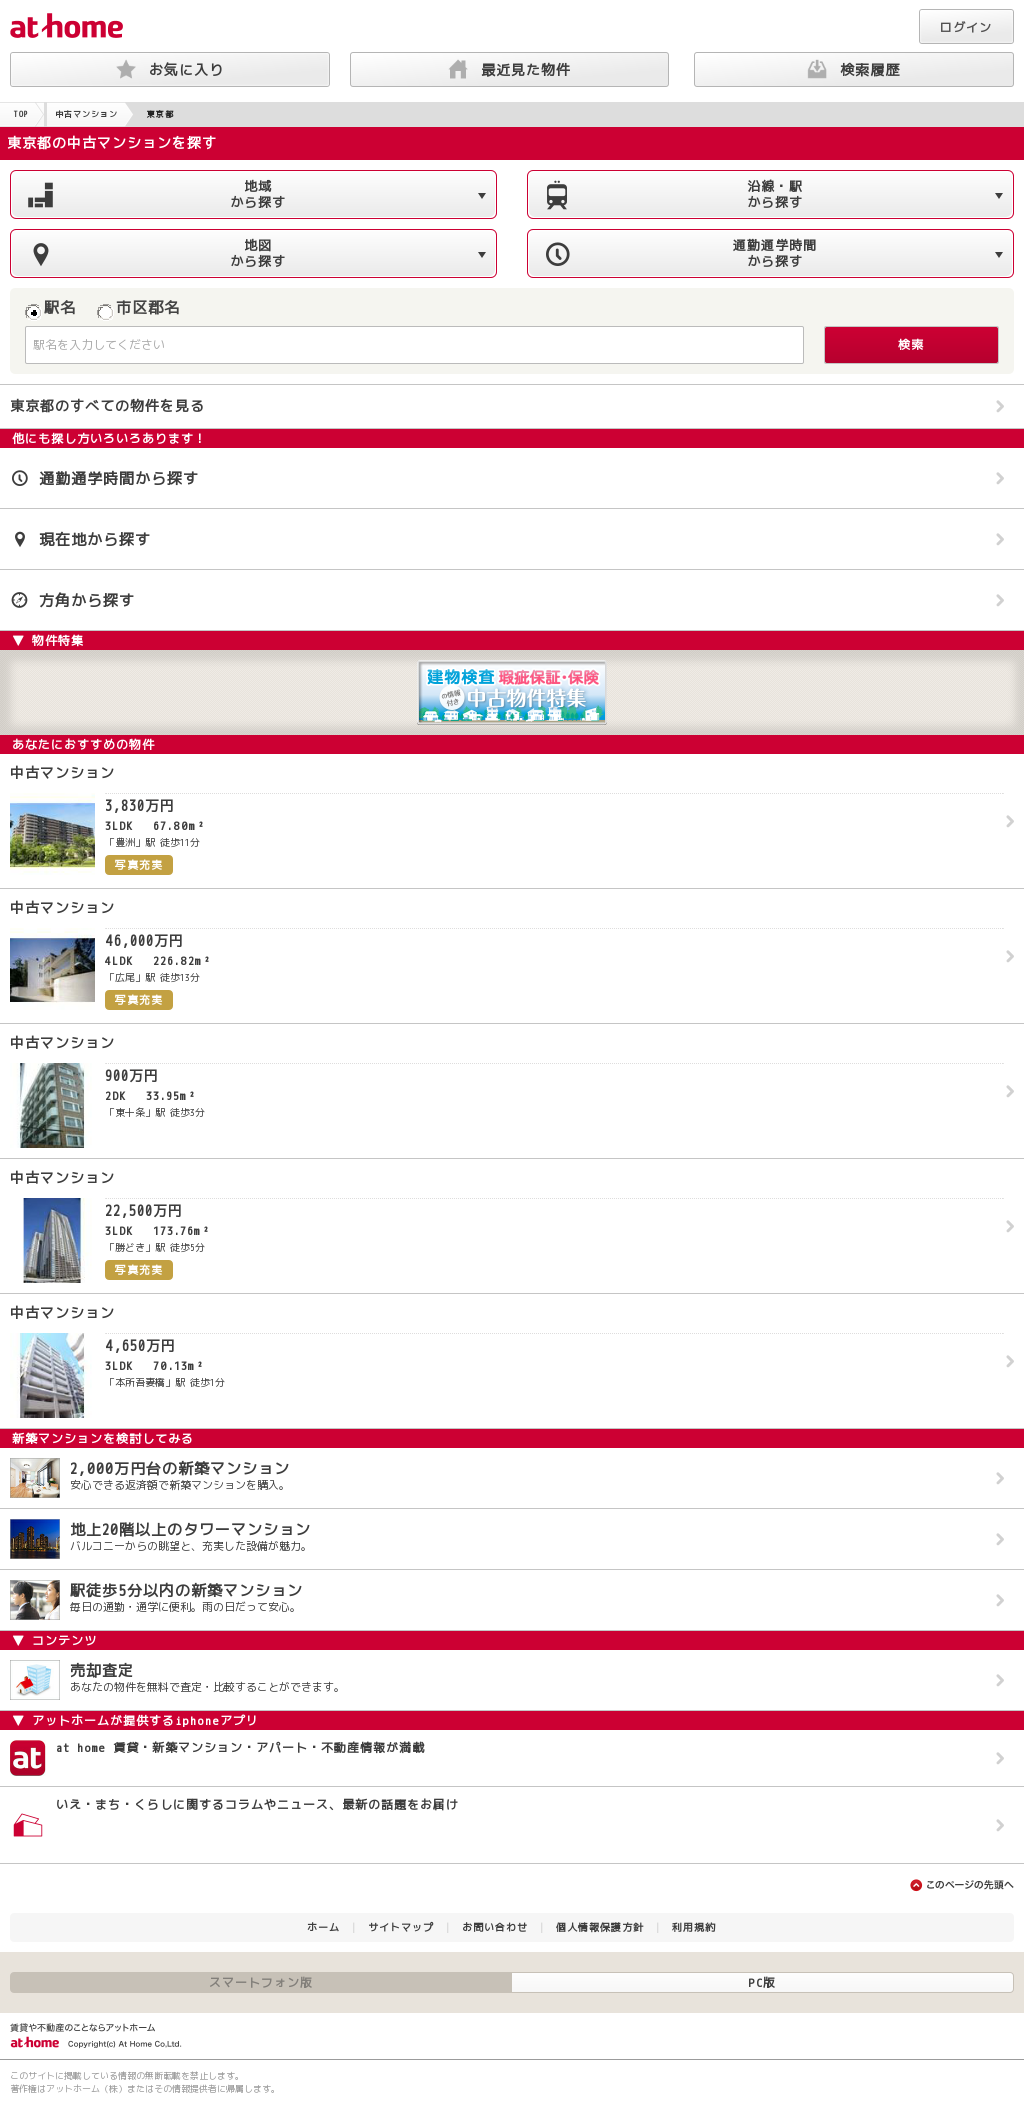 at home
ログイン
お気に入り
最近見た物件
検索履歴
TOP
中古マンション
東京都
東京都の中古マンションを探す
地域
から探す
沿線・駅
から探す
地図
から探す
通勤通学時間
から探す
駅名
市区郡名
駅名を入力してください
検索
東京都のすべての物件を見る
他にも探し方いろいろあります！
通勤通学時間から探す
現在地から探す
方角から探す
▼ 物件特集
建物検査 瑕疵保証・保険
の情報
付き
中古物件特集
あなたにおすすめの物件
中古マンション
3,830万円
3LDK 67.80m²
「豊洲」駅 徒歩11分
写真充実
中古マンション
46,000万円
4LDK 226.82m²
「広尾」駅 徒歩13分
写真充実
中古マンション
900万円
2DK 33.95m²
「東十条」駅 徒歩3分
中古マンション
22,500万円
3LDK 173.76m²
「勝どき」駅 徒歩5分
写真充実
中古マンション
4,650万円
3LDK 70.13m²
「本所吾妻橋」駅 徒歩1分
新築マンションを検討してみる
2,000万円台の新築マンション
安心できる返済額で新築マンションを購入。
地上20階以上のタワーマンション
バルコニーからの眺望と、充実した設備が魅力。
駅徒歩5分以内の新築マンション
毎日の通勤・通学に便利。雨の日だって安心。
▼ コンテンツ
売却査定
あなたの物件を無料で査定・比較することができます。
▼ アットホームが提供するiphoneアプリ
at
at home 賃貸・新築マンション・アパート・不動産情報が満載
いえ・まち・くらしに関するコラムやニュース、最新の話題をお届け
このページの先頭へ
ホーム | サイトマップ | お問い合わせ | 個人情報保護方針 | 利用規約
スマートフォン版
PC版
賃貸や不動産のことならアットホーム
at home Copyright(c) At Home Co,Ltd.
このサイトに掲載している情報の無断転載を禁止します。
著作権はアットホーム（株）またはその情報提供者に帰属します。